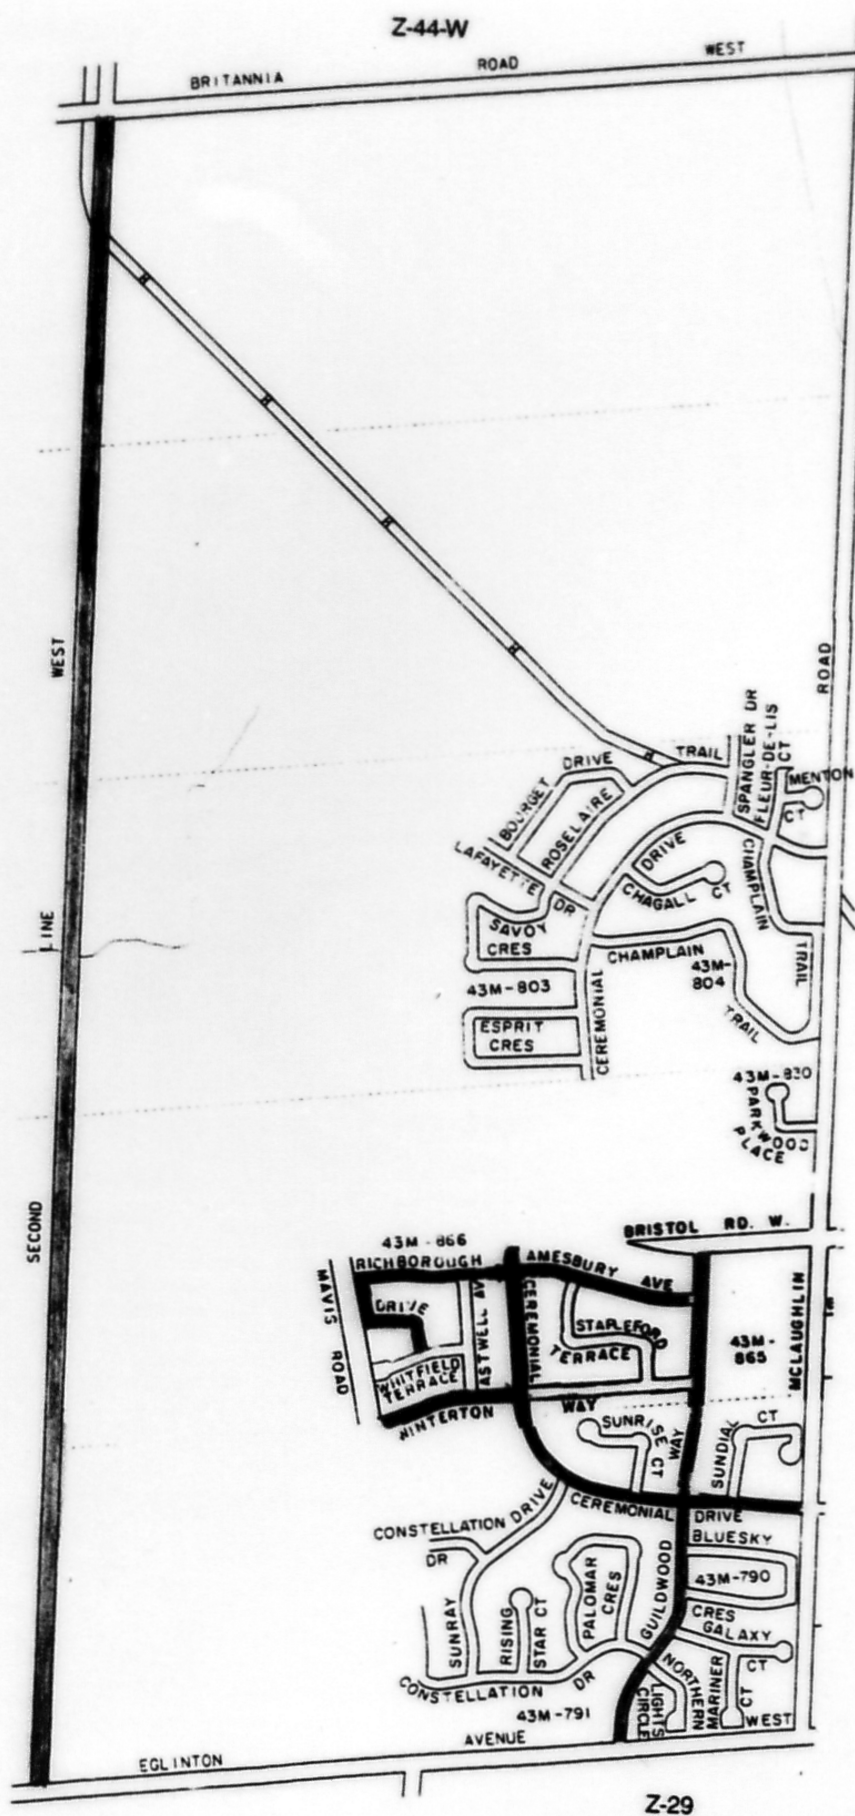 Z-44-W
BRITANNIA ROAD WEST
WEST
ROAD
SPANGLER DR
FLEUR-DE-LIS
CT
TRAIL
DRIVE
BOURGET
MENTON
CT
ROSELAIRE
LAFAYETTE
DR
DRIVE
CHAGALL CT
CHAMPLAIN
TRAIL
SAVOY
CRES
CHAMPLAIN
TRAIL
43M-
804
43M-803
CEREMONIAL
ESPRIT
CRES
LINE
43M-820
PARKWOOD
PLACE
SECOND
BRISTOL RD. W.
43M-866
RICHBOROUGH
AMESBURY AVE
MAVIS
ROAD
DRIVE
ASTWELL AV
CEREMONIAL
STAPLEFORD
TERRACE
43M-
865
MCLAUGHLIN
WHITFIELD
TERRACE
WINTERTON WAY
SUNRISE CT
WAY
SUNDIAL
CT
CEREMONIAL DRIVE
CONSTELLATION DRIVE
DR
BLUESKY
43M-790
CRES
GUILDWOOD
PALOMAR
CRES
SUNRAY
RISING
STAR CT
GALAXY
CT
NORTHERN
LIGHTS
CIRCLE
MARINER
CT
CONSTELLATION DR
43M-791
EGLINTON AVENUE WEST
Z-29